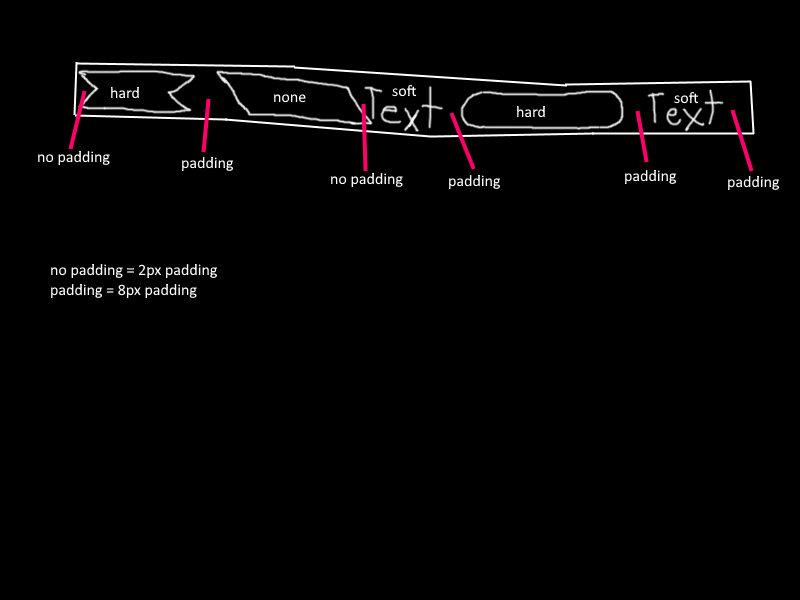 hard
none
soft
Text
hard
soft
Text
no padding
padding
no padding
padding
padding
padding
no padding = 2px padding
padding = 8px padding